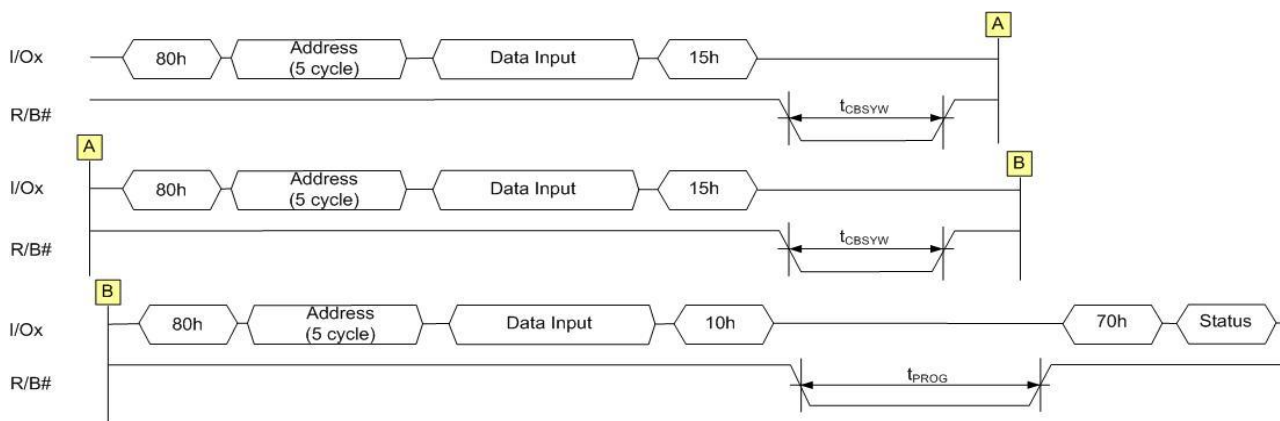 A
I/Ox 80h Address (5 cycle) Data Input 15h
R/B# tCBSYW
A B
I/Ox 80h Address (5 cycle) Data Input 15h
R/B# tCBSYW
B
I/Ox 80h Address (5 cycle) Data Input 10h 70h Status
R/B# tPROG